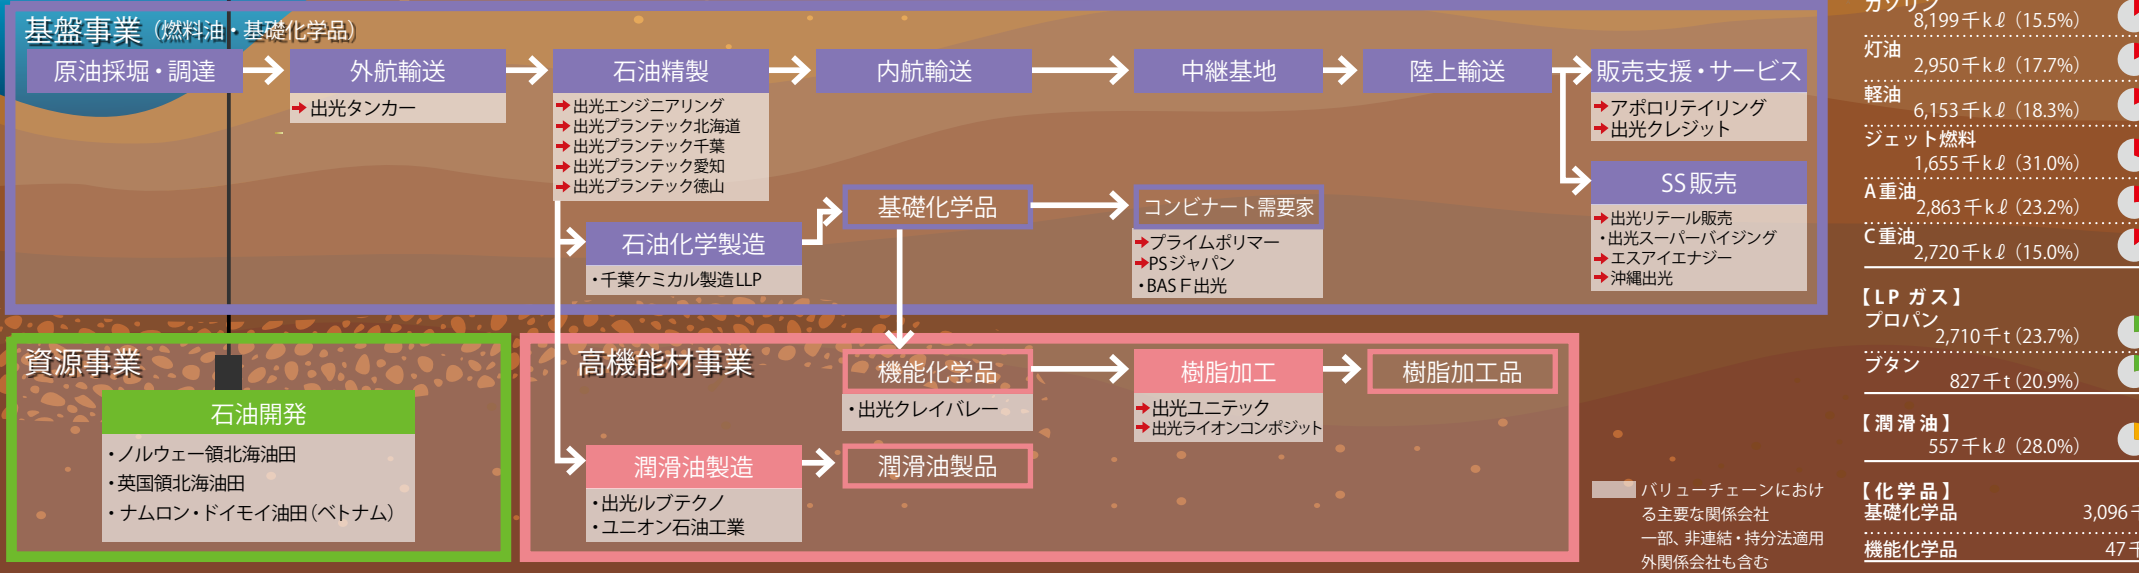 基盤事業（燃料油・基礎化学品）
原油採堀・調達
外航輸送
➔出光タンカー
石油精製
➔出光エンジニアリング
➔出光プランテック北海道
➔出光プランテック千葉
➔出光プランテック愛知
➔出光プランテック徳山
内航輸送
中継基地
陸上輸送
販売支援・サービス
➔アポロリテイリング
➔出光クレジット
SS販売
➔出光リテール販売
・出光スーパーバイジング
➔エスアイエナジー
➔沖縄出光
石油化学製造
・千葉ケミカル製造LLP
基礎化学品
コンビナート需要家
➔プライムポリマー
➔PSジャパン
・BASF出光
資源事業
石油開発
・ノルウェー領北海油田
・英国領北海油田
・ナムロン・ドイモイ油田（ベトナム）
高機能材事業
機能化学品
・出光クレイバレー
樹脂加工
➔出光ユニテック
➔出光ライオンコンポジット
樹脂加工品
潤滑油製造
・出光ルブテクノ
・ユニオン石油工業
潤滑油製品
バリューチェーンにおけ
る主要な関係会社
一部、非連結・持分法適用
外関係会社も含む
ガソリン
8,199千kℓ（15.5%）
灯油
2,950千kℓ（17.7%）
軽油
6,153千kℓ（18.3%）
ジェット燃料
1,655千kℓ（31.0%）
A重油
2,863千kℓ（23.2%）
C重油
2,720千kℓ（15.0%）
【LP ガス】
プロパン
2,710千t（23.7%）
ブタン
827千t（20.9%）
【潤滑油】
557千kℓ（28.0%）
【化学品】
基礎化学品 3,096千
機能化学品 47千